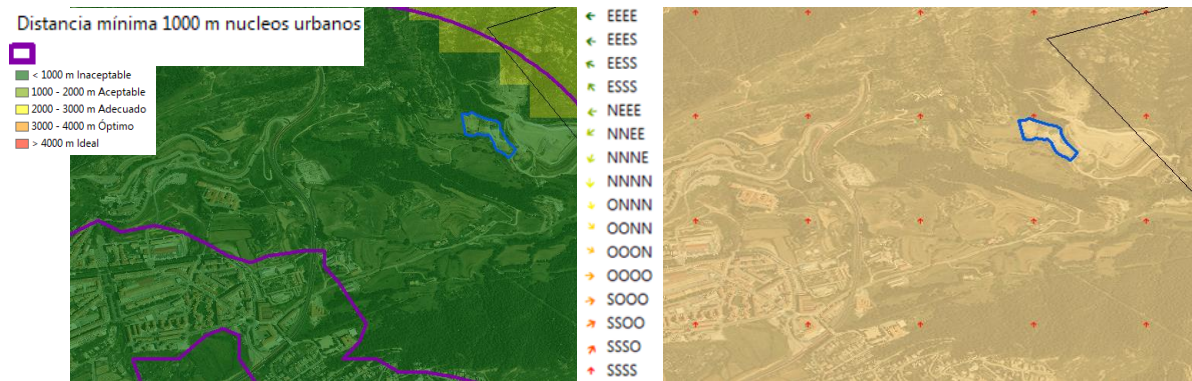 Distancia mínima 1000 m nucleos urbanos
< 1000 m Inaceptable
1000 - 2000 m Aceptable
2000 - 3000 m Adecuado
3000 - 4000 m Óptimo
> 4000 m Ideal
EEEE
EEES
EESS
ESSS
NEEE
NNEE
NNNE
NNNN
ONNN
OONN
OOON
OOOO
SOOO
SSOO
SSSO
SSSS